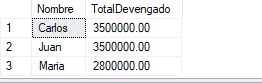 Nombre TotalDevengado
1 Carlos 3500000.00
2 Juan 3500000.00
3 Maria 2800000.00